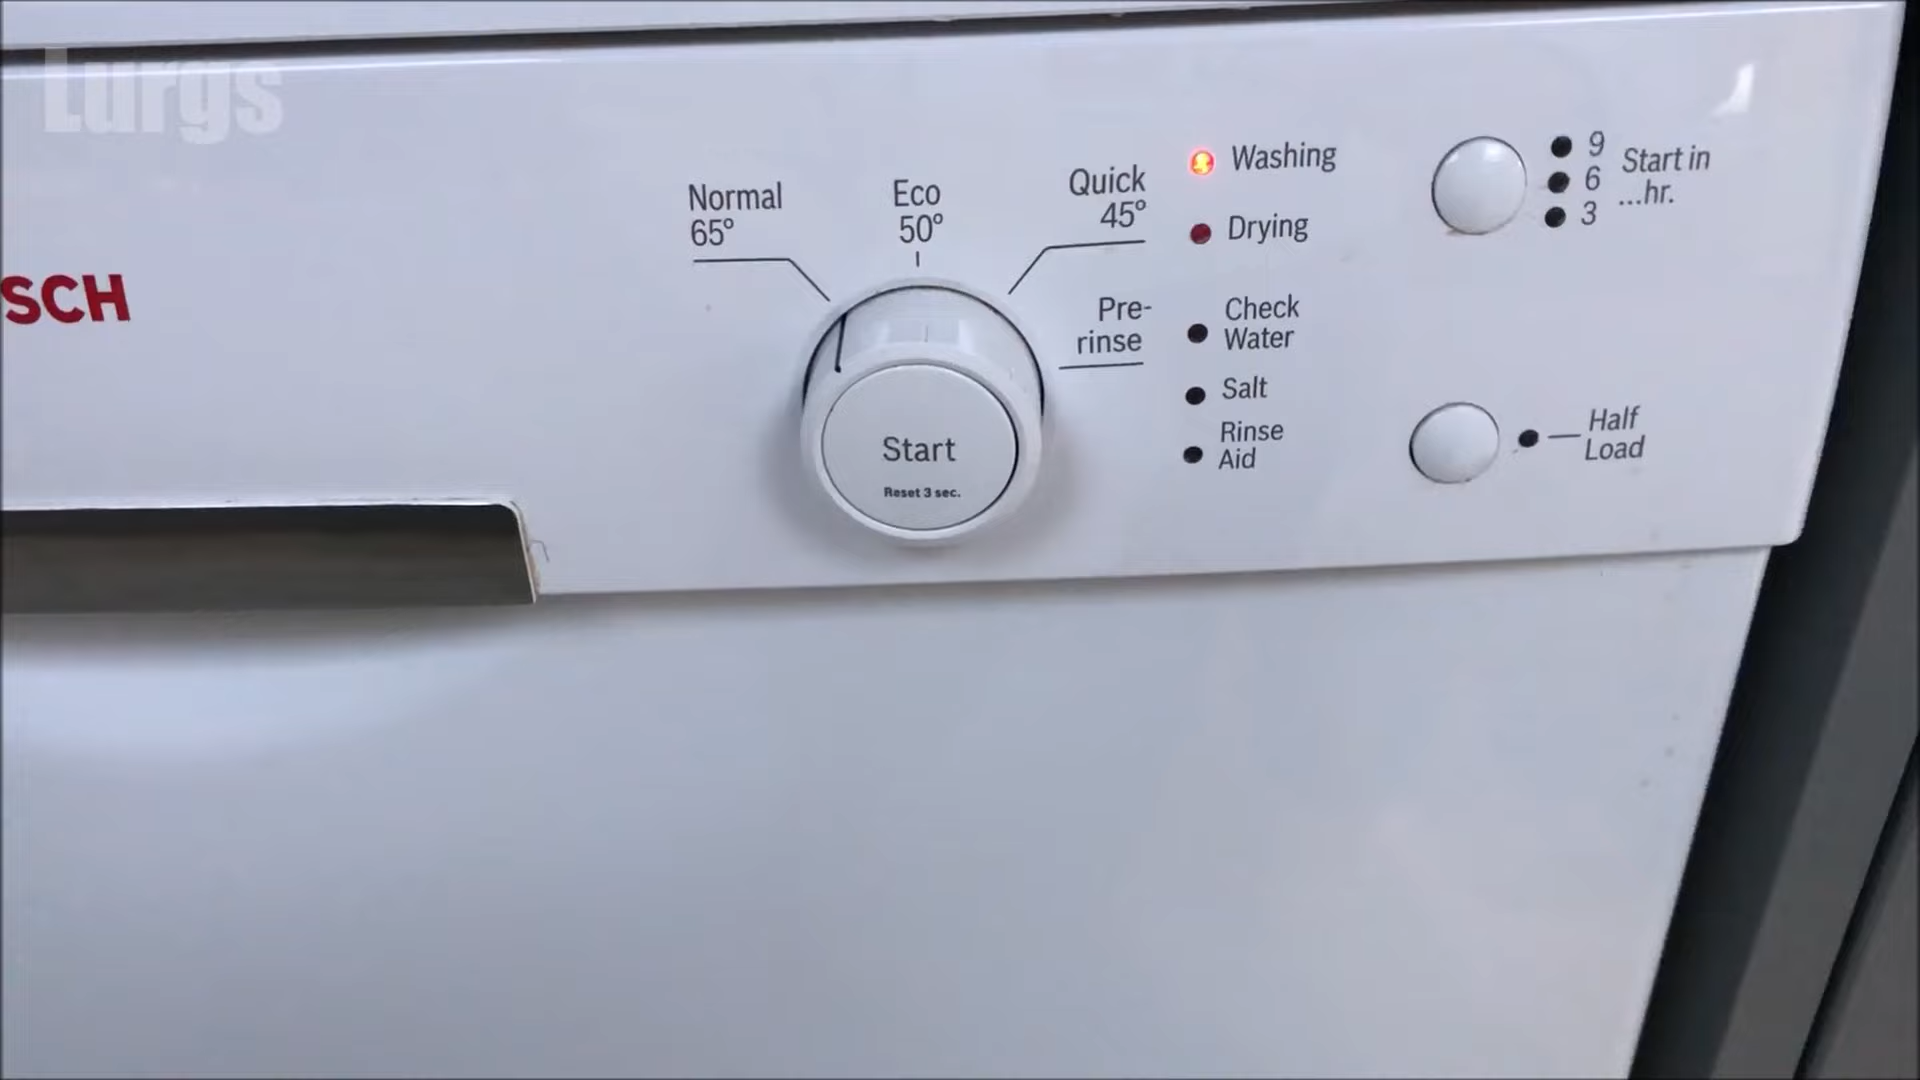 Lurgs
SCH
Normal
65°
Eco
50°
Quick
45°
Pre-
rinse
Start
Reset 3 sec.
Washing
Drying
Check
Water
Salt
Rinse
Aid
9
6
3
Start in
...hr.
Half
Load